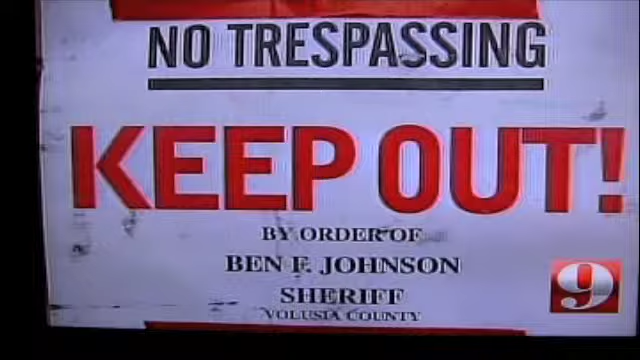 NO TRESPASSING
KEEP OUT!
BY ORDER OF
BEN F. JOHNSON
SHERIFF
VOLUSIA COUNTY
9